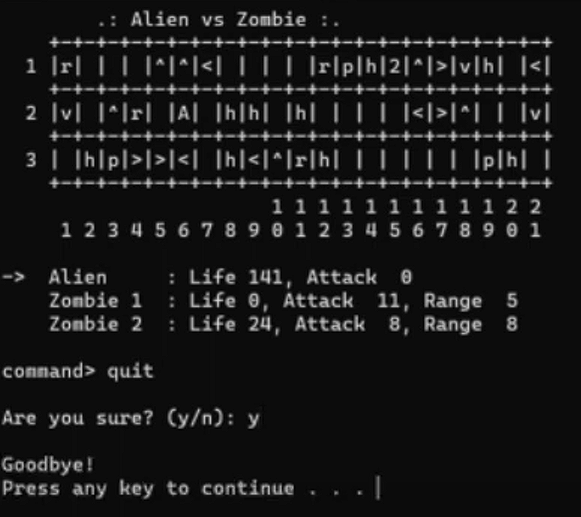 .: Alien vs Zombie :.
    +-+-+-+-+-+-+-+-+-+-+-+-+-+-+-+-+-+-+-+-+-+
  1 |r| | | |^|^|<| | | | |r|p|h|2|^|>|v|h| |<|
    +-+-+-+-+-+-+-+-+-+-+-+-+-+-+-+-+-+-+-+-+-+
  2 |v| |^|r| |A| |h|h| |h| | | | |<|>|^| | |v|
    +-+-+-+-+-+-+-+-+-+-+-+-+-+-+-+-+-+-+-+-+-+
  3 | |h|p|>|>|<| |h|<|^|r|h| | | | | | |p|h| |
    +-+-+-+-+-+-+-+-+-+-+-+-+-+-+-+-+-+-+-+-+-+
                       1 1 1 1 1 1 1 1 1 1 2 2
     1 2 3 4 5 6 7 8 9 0 1 2 3 4 5 6 7 8 9 0 1
->  Alien     : Life 141, Attack  0
    Zombie 1  : Life 0, Attack  11, Range  5
    Zombie 2  : Life 24, Attack  8, Range  8
command> quit
Are you sure? (y/n): y
Goodbye!
Press any key to continue . . .